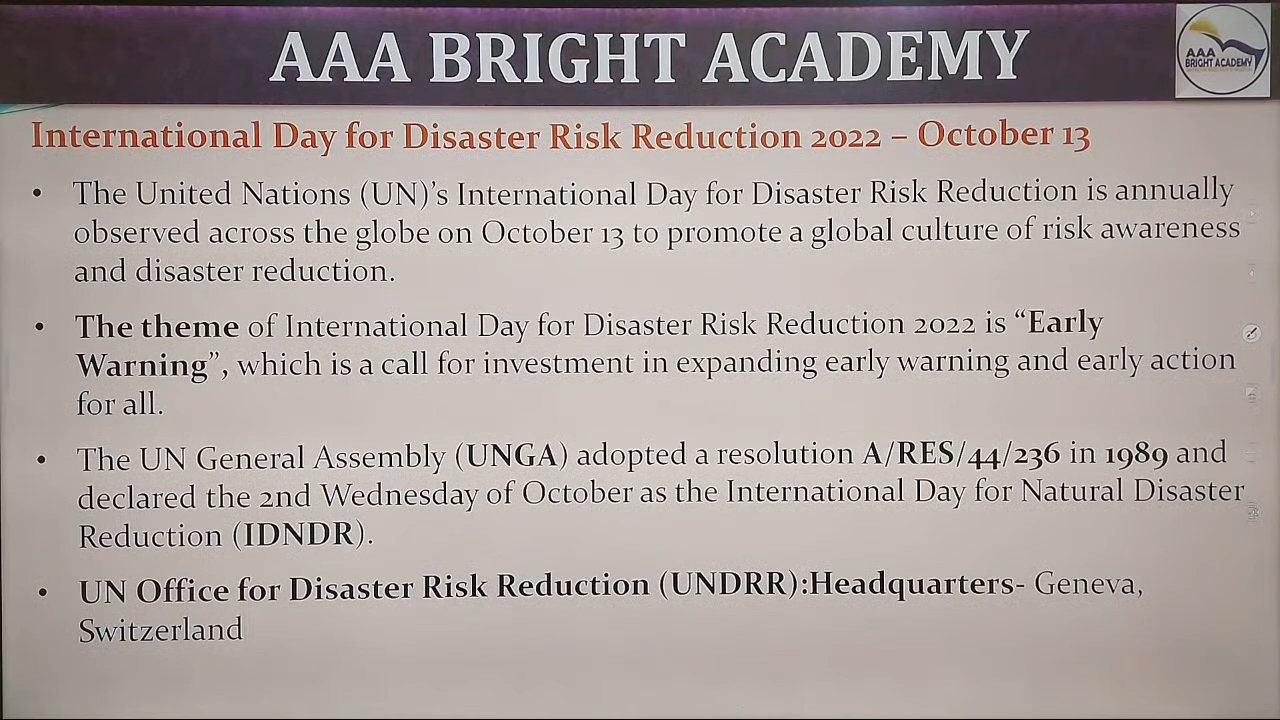 AAA BRIGHT ACADEMY
AAA
BRIGHT ACADEMY
International Day for Disaster Risk Reduction 2022 – October 13
• The United Nations (UN)’s International Day for Disaster Risk Reduction is annually
observed across the globe on October 13 to promote a global culture of risk awareness
and disaster reduction.
• The theme of International Day for Disaster Risk Reduction 2022 is “Early
Warning”, which is a call for investment in expanding early warning and early action
for all.
• The UN General Assembly (UNGA) adopted a resolution A/RES/44/236 in 1989 and
declared the 2nd Wednesday of October as the International Day for Natural Disaster
Reduction (IDNDR).
• UN Office for Disaster Risk Reduction (UNDRR):Headquarters- Geneva,
Switzerland